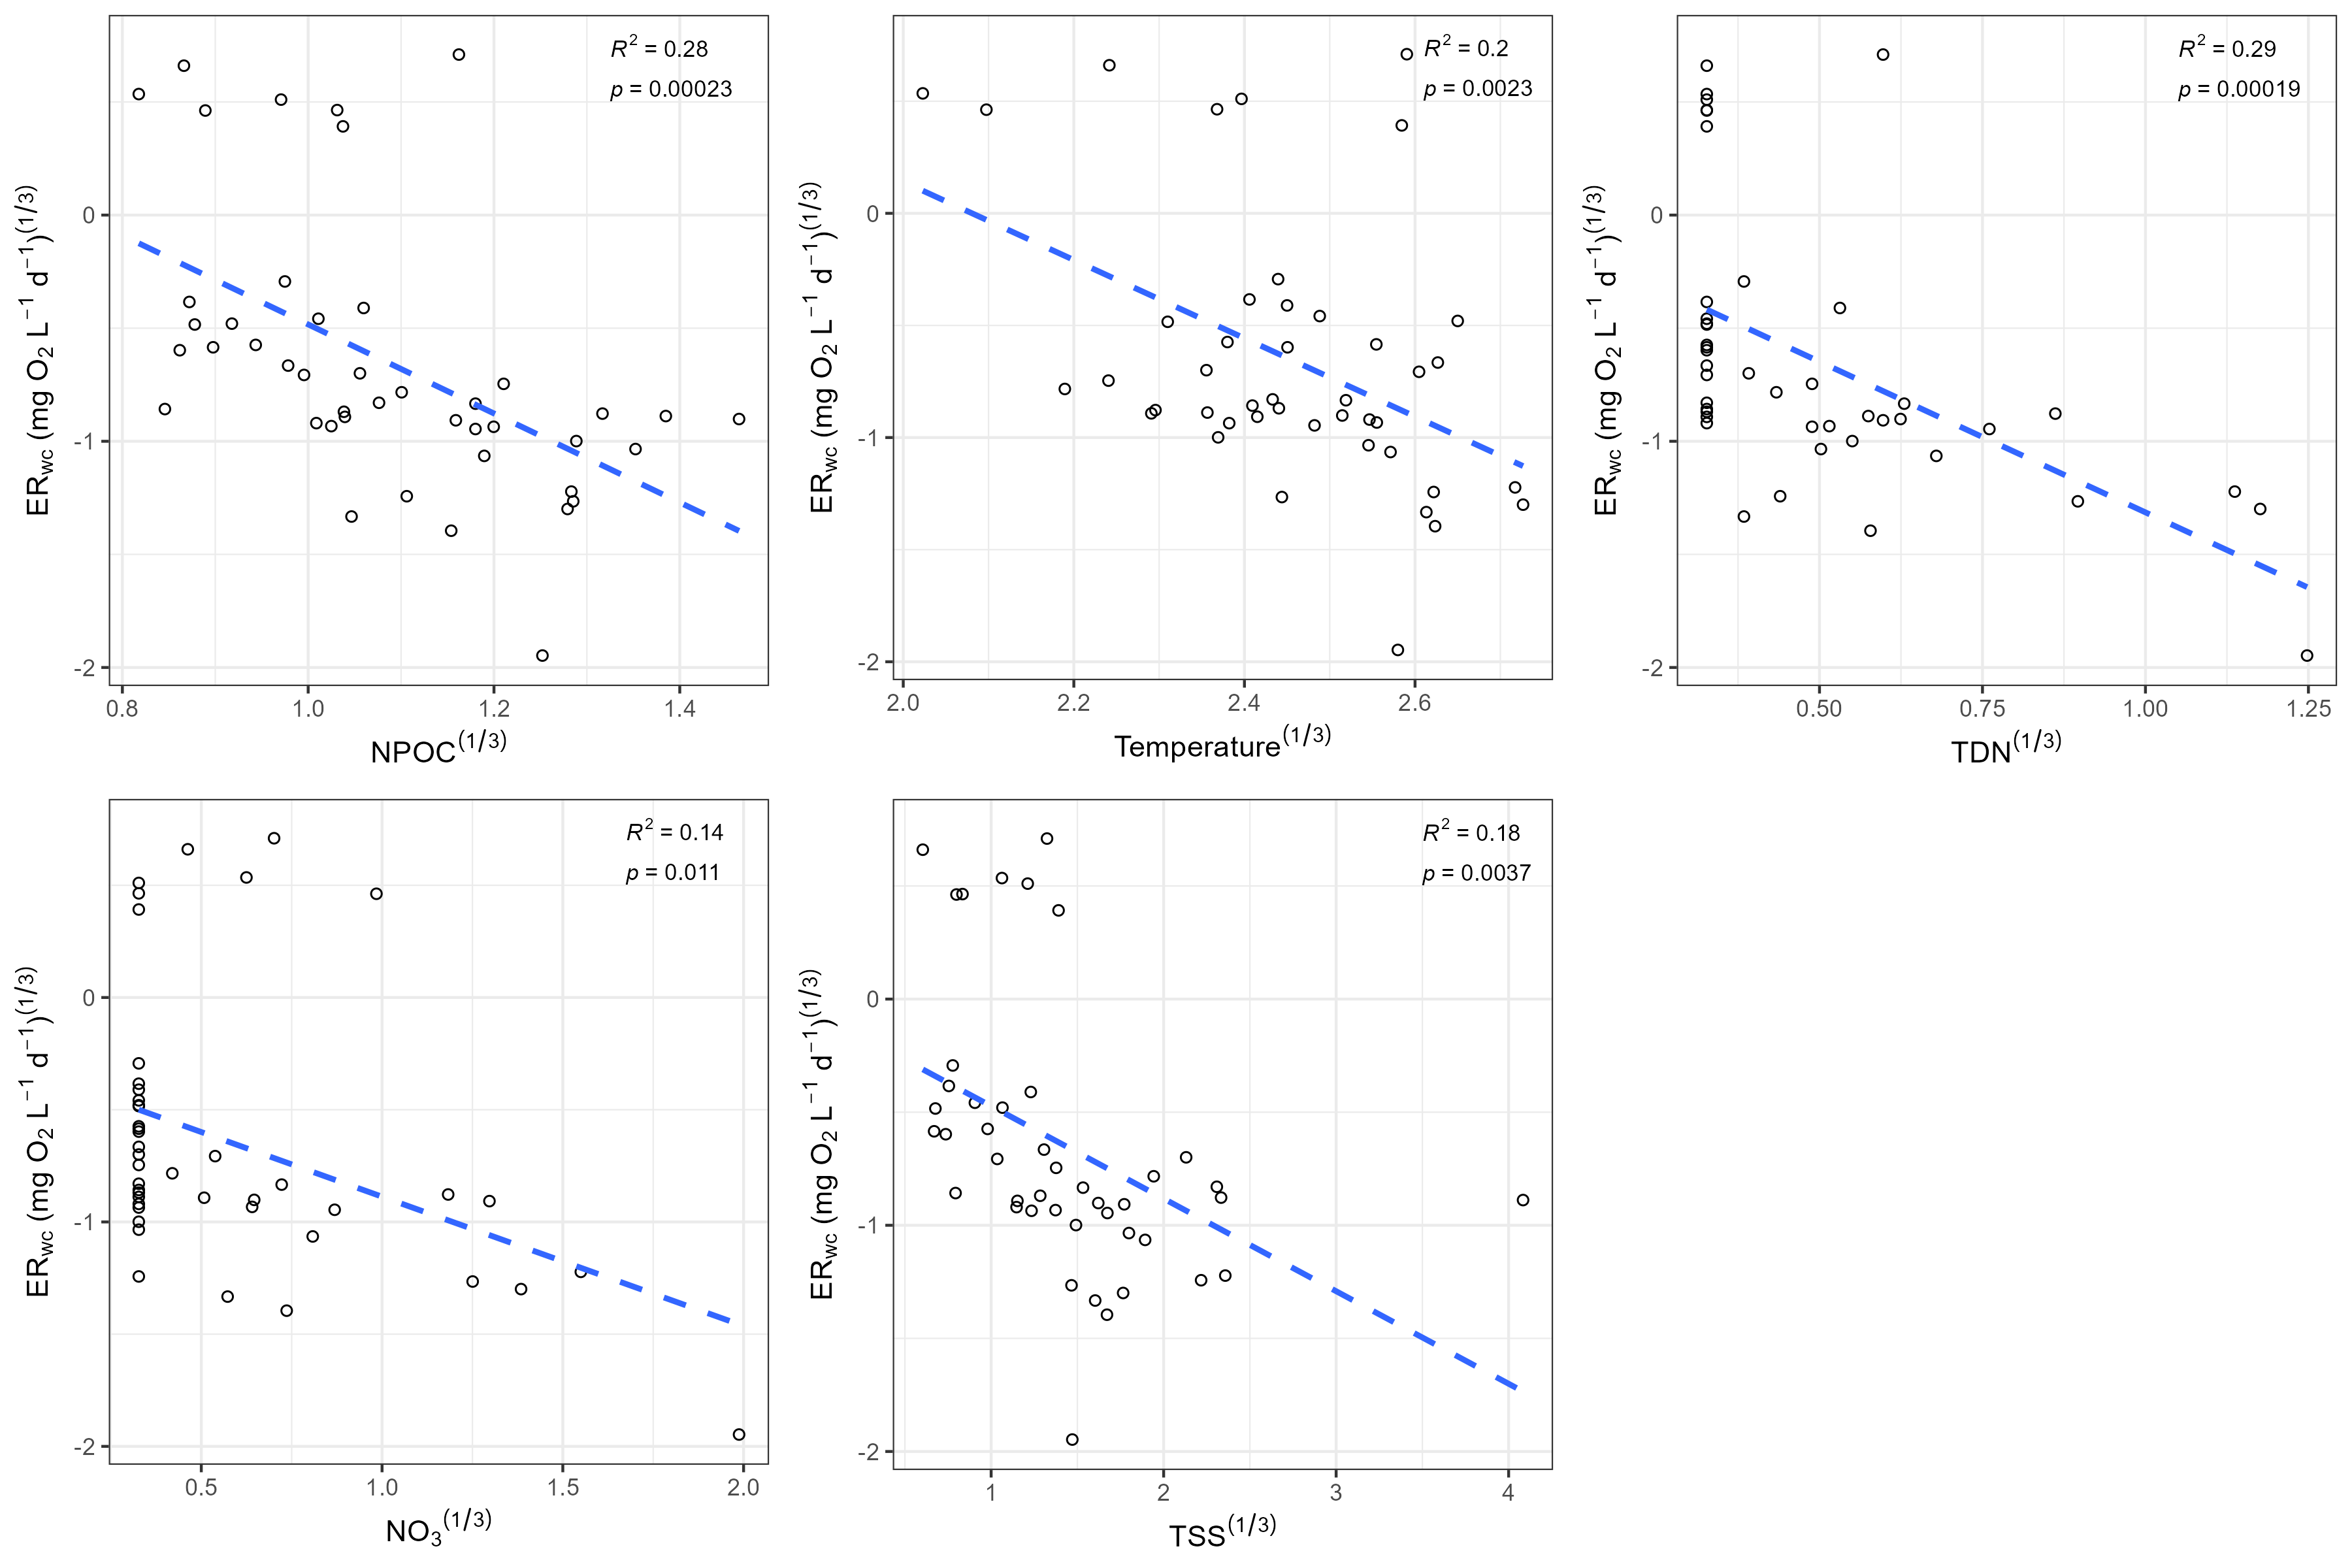 R² = 0.28
p = 0.00023
0
-1
-2
ERwc (mg O₂ L⁻¹ d⁻¹)⁽¹/³⁾
0.8 1.0 1.2 1.4
NPOC⁽¹/³⁾
R² = 0.2
p = 0.0023
0
-1
-2
ERwc (mg O₂ L⁻¹ d⁻¹)⁽¹/³⁾
2.0 2.2 2.4 2.6
Temperature⁽¹/³⁾
R² = 0.29
p = 0.00019
0
-1
-2
ERwc (mg O₂ L⁻¹ d⁻¹)⁽¹/³⁾
0.50 0.75 1.00 1.25
TDN⁽¹/³⁾
R² = 0.14
p = 0.011
0
-1
-2
ERwc (mg O₂ L⁻¹ d⁻¹)⁽¹/³⁾
0.5 1.0 1.5 2.0
NO₃⁽¹/³⁾
R² = 0.18
p = 0.0037
0
-1
-2
ERwc (mg O₂ L⁻¹ d⁻¹)⁽¹/³⁾
1 2 3 4
TSS⁽¹/³⁾